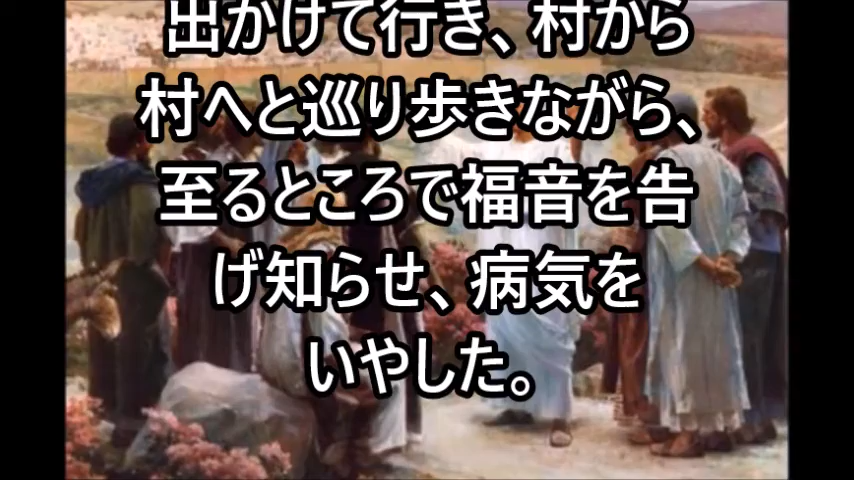 出かけて行き、村から
村へと巡り歩きながら、
至るところで福音を告
げ知らせ、病気を
いやした。